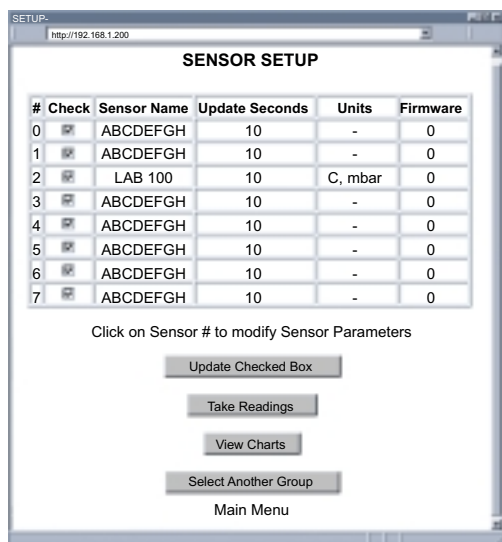 SETUP-
http://192.168.1.200
SENSOR SETUP
# Check Sensor Name Update Seconds Units Firmware
0 ABCDEFGH 10 - 0
1 ABCDEFGH 10 - 0
2 LAB 100 10 C, mbar 0
3 ABCDEFGH 10 - 0
4 ABCDEFGH 10 - 0
5 ABCDEFGH 10 - 0
6 ABCDEFGH 10 - 0
7 ABCDEFGH 10 - 0
Click on Sensor # to modify Sensor Parameters
Update Checked Box
Take Readings
View Charts
Select Another Group
Main Menu